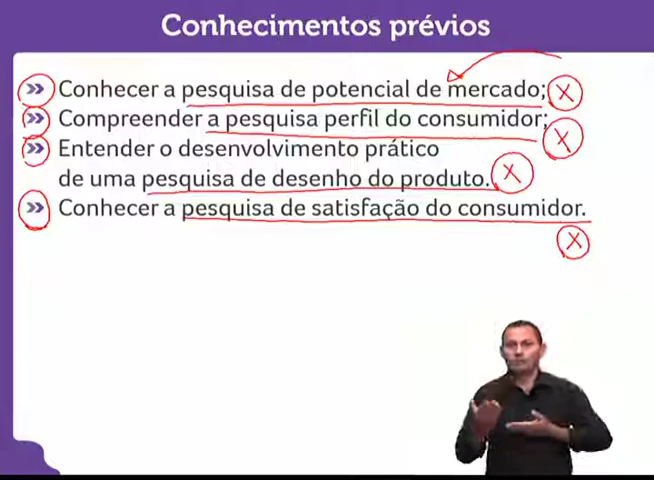 Conhecimentos prévios
» Conhecer a pesquisa de potencial de mercado; X
» Compreender a pesquisa perfil do consumidor; X
» Entender o desenvolvimento prático
de uma pesquisa de desenho do produto. X
» Conhecer a pesquisa de satisfação do consumidor.
X